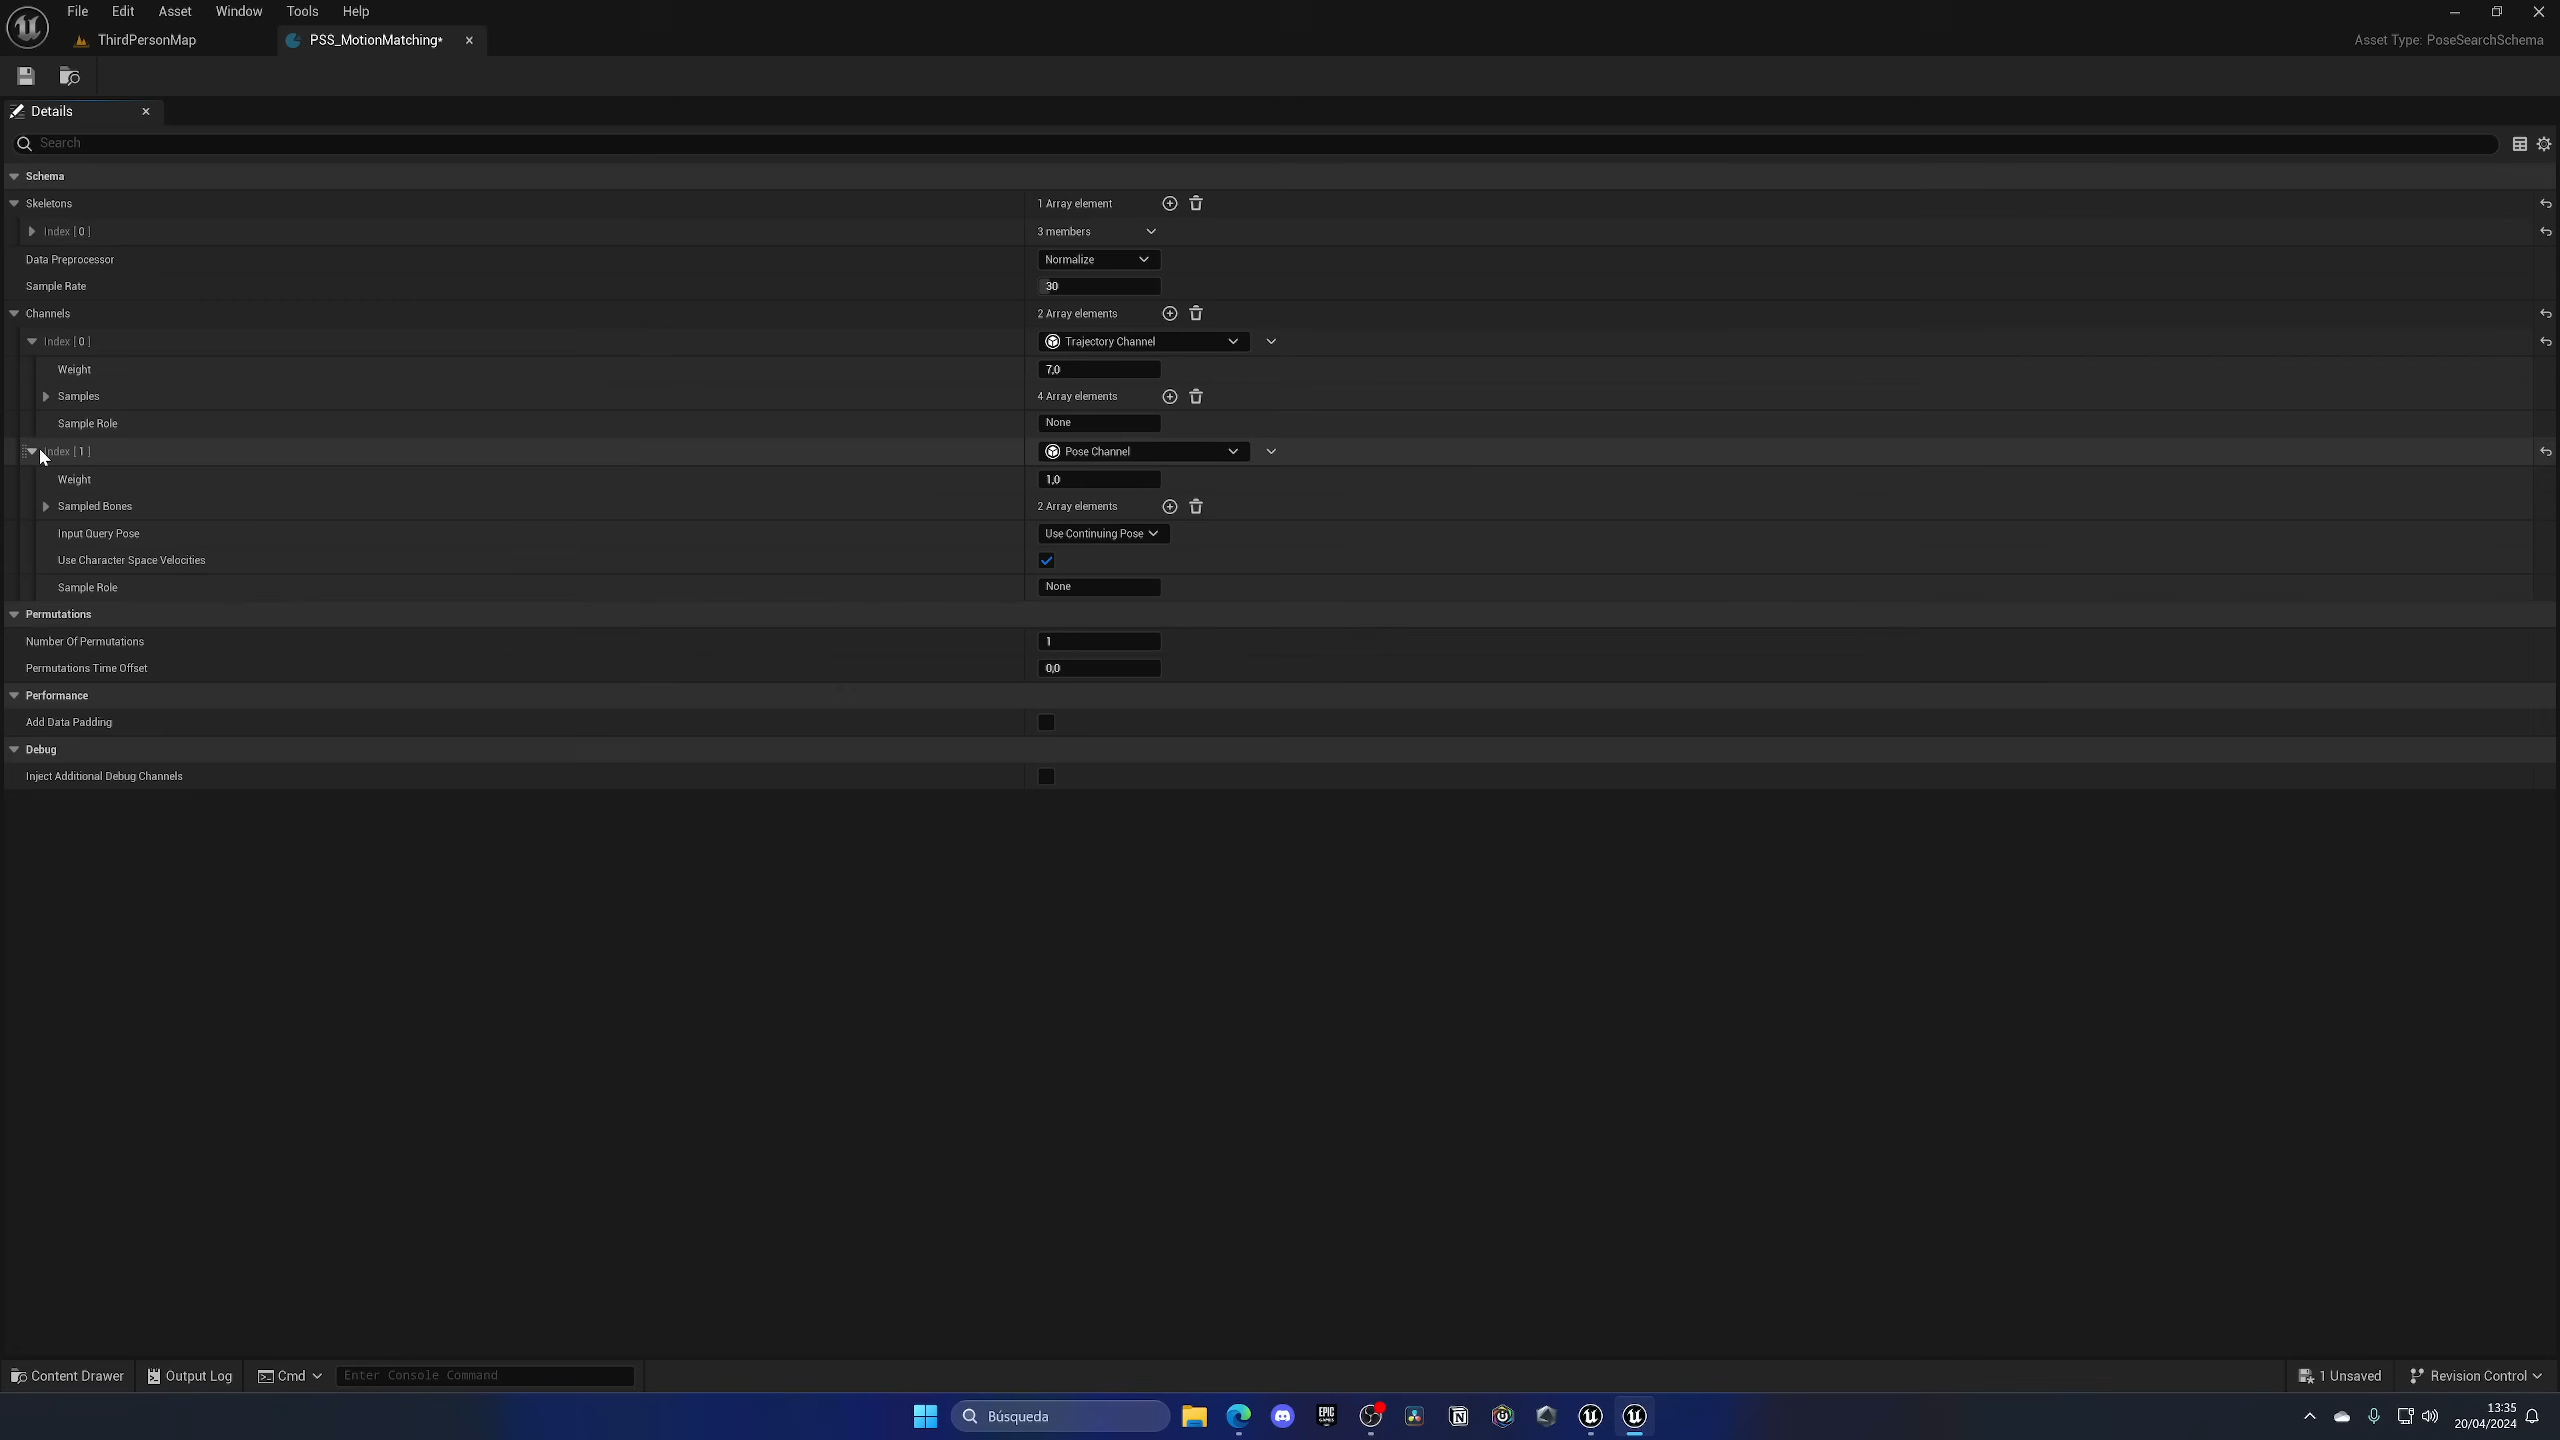 File Edit Asset Window Tools Help
ThirdPersonMap
PSS_MotionMatching*
Asset Type: PoseSearchSchema
Details
Search
Schema
Skeletons 1 Array element
Index [ 0 ] 3 members
Data Preprocessor Normalize
Sample Rate 30
Channels 2 Array elements
Index [ 0 ] Trajectory Channel
Weight 7,0
Samples 4 Array elements
Sample Role None
Index [ 1 ] Pose Channel
Weight 1,0
Sampled Bones 2 Array elements
Input Query Pose Use Continuing Pose
Use Character Space Velocities
Sample Role None
Permutations
Number Of Permutations 1
Permutations Time Offset 0,0
Performance
Add Data Padding
Debug
Inject Additional Debug Channels
Content Drawer Output Log Cmd Enter Console Command 1 Unsaved Revision Control
Búsqueda
EPIC GAMES
13:35
20/04/2024